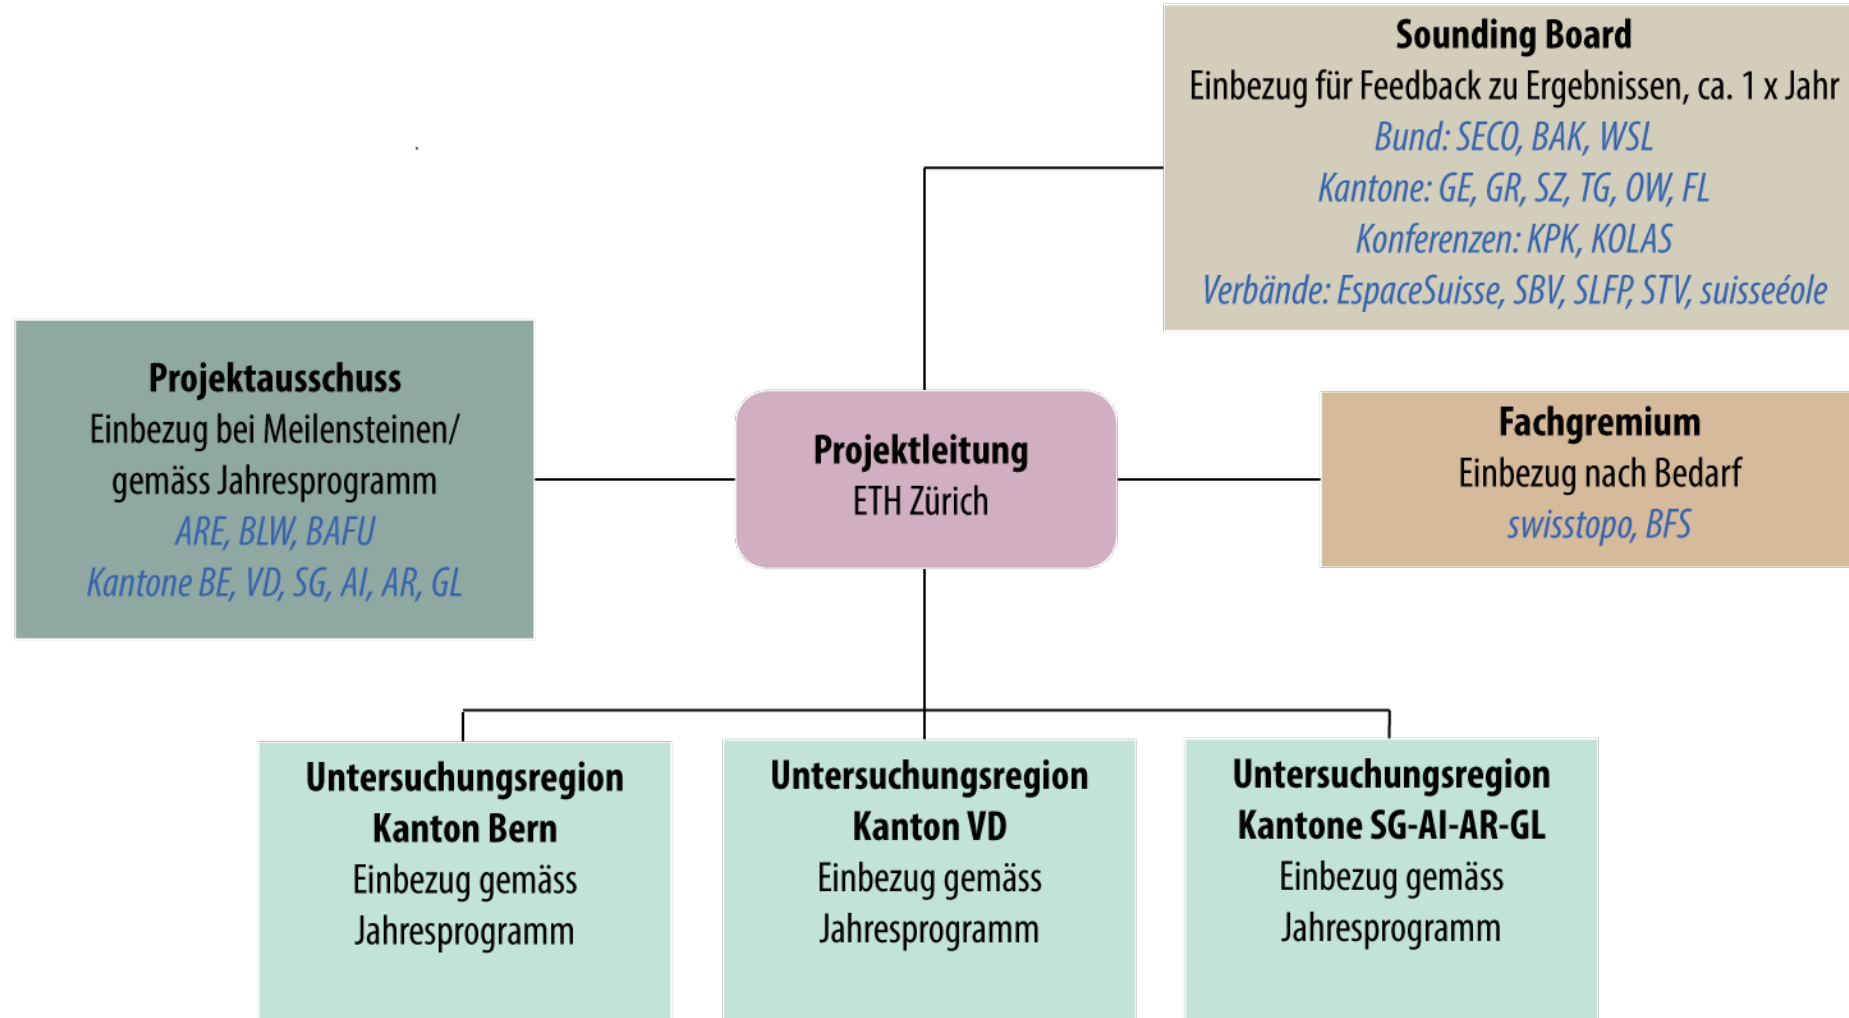 Sounding Board
Einbezug für Feedback zu Ergebnissen, ca. 1 x Jahr
Bund: SECO, BAK, WSL
Kantone: GE, GR, SZ, TG, OW, FL
Konferenzen: KPK, KOLAS
Verbände: EspaceSuisse, SBV, SLFP, STV, suisseéole
Projektausschuss
Einbezug bei Meilensteinen/
gemäss Jahresprogramm
ARE, BLW, BAFU
Kantone BE, VD, SG, AI, AR, GL
Projektleitung
ETH Zürich
Fachgremium
Einbezug nach Bedarf
swisstopo, BFS
Untersuchungsregion
Kanton Bern
Einbezug gemäss
Jahresprogramm
Untersuchungsregion
Kanton VD
Einbezug gemäss
Jahresprogramm
Untersuchungsregion
Kantone SG-AI-AR-GL
Einbezug gemäss
Jahresprogramm